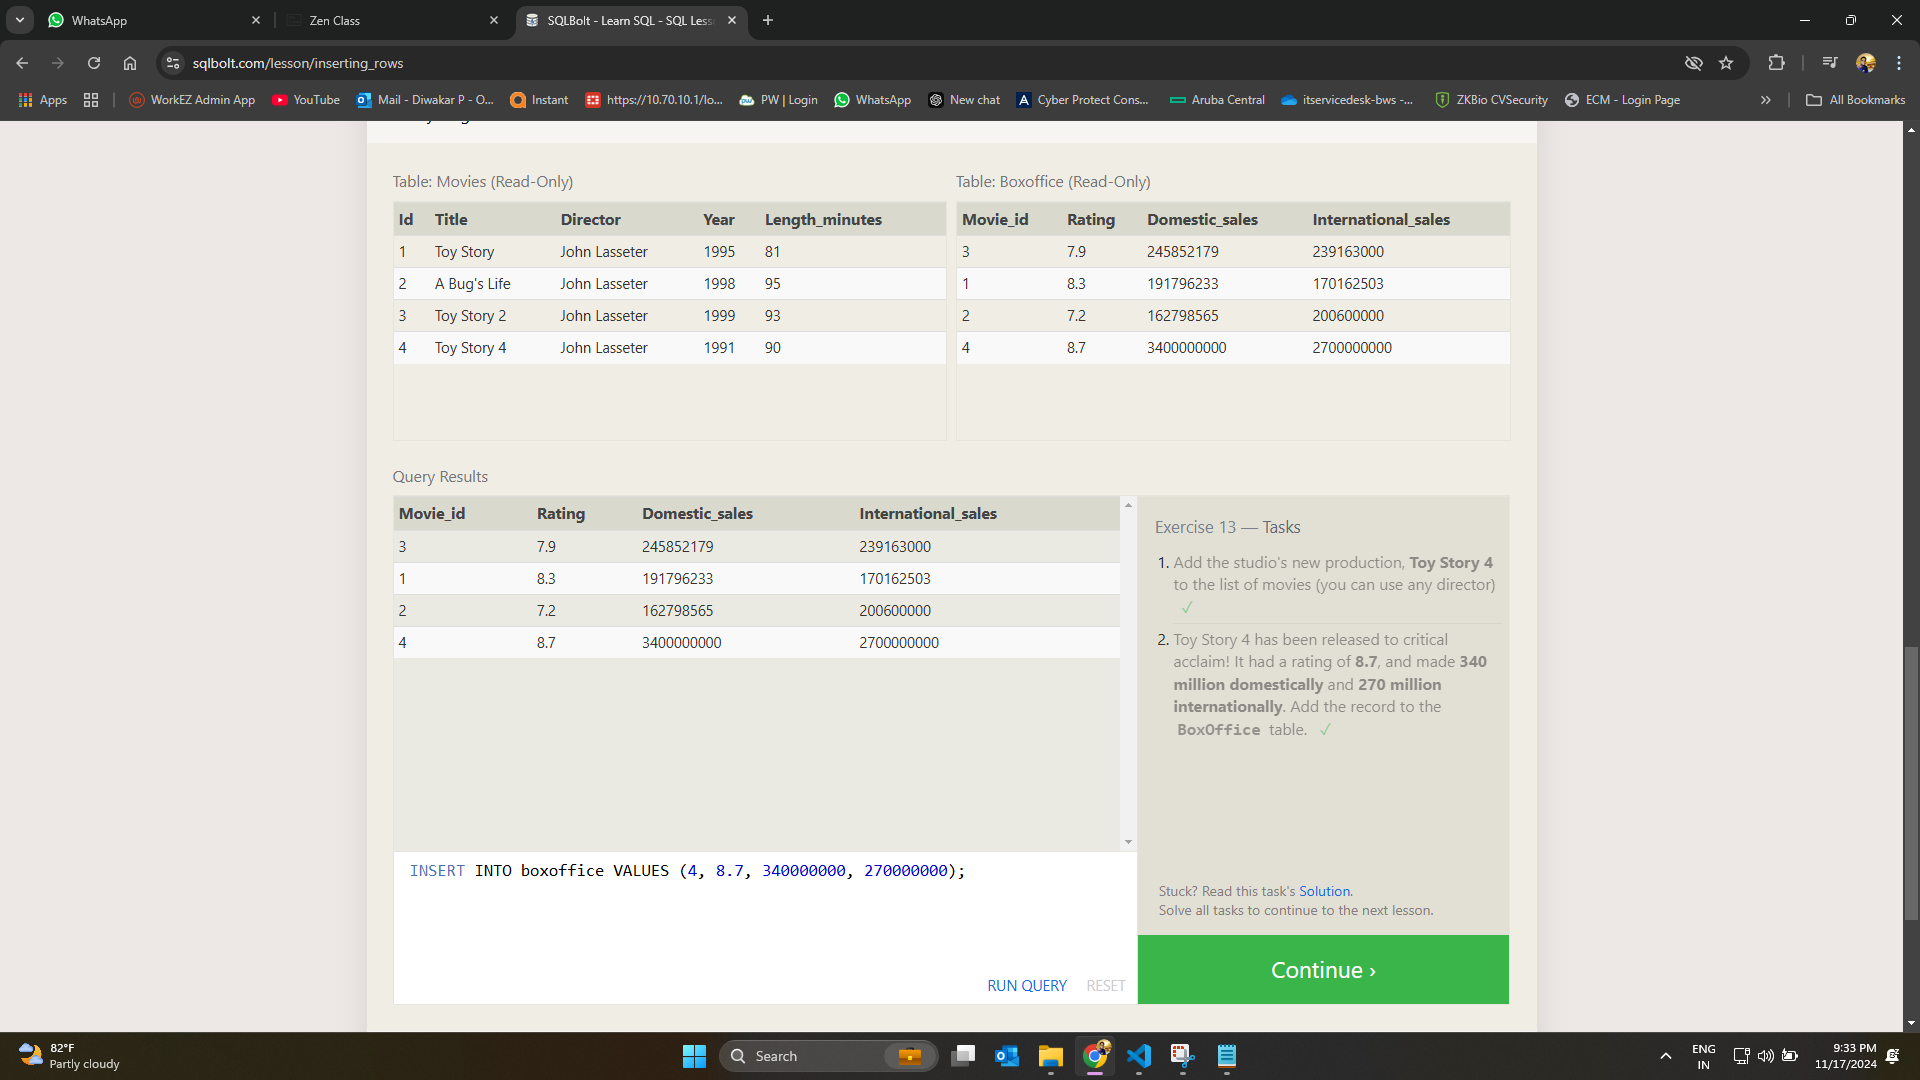 WhatsApp
Zen Class
SQLBolt - Learn SQL - SQL Less
sqlbolt.com/lesson/inserting_rows
Apps
WorkEZ Admin App
YouTube
Mail - Diwakar P - O...
Instant
https://10.70.10.1/lo...
PW | Login
WhatsApp
New chat
Cyber Protect Cons...
Aruba Central
itservicedesk-bws -...
ZKBio CVSecurity
ECM - Login Page
All Bookmarks
Table: Movies (Read-Only)
Id Title Director Year Length_minutes
1 Toy Story John Lasseter 1995 81
2 A Bug's Life John Lasseter 1998 95
3 Toy Story 2 John Lasseter 1999 93
4 Toy Story 4 John Lasseter 1991 90
Table: Boxoffice (Read-Only)
Movie_id Rating Domestic_sales International_sales
3 7.9 245852179 239163000
1 8.3 191796233 170162503
2 7.2 162798565 200600000
4 8.7 3400000000 2700000000
Query Results
Movie_id Rating Domestic_sales International_sales
3 7.9 245852179 239163000
1 8.3 191796233 170162503
2 7.2 162798565 200600000
4 8.7 3400000000 2700000000
INSERT INTO boxoffice VALUES (4, 8.7, 340000000, 270000000);
RUN QUERY RESET
Exercise 13 — Tasks
1. Add the studio's new production, Toy Story 4
to the list of movies (you can use any director)
✓
2. Toy Story 4 has been released to critical
acclaim! It had a rating of 8.7, and made 340
million domestically and 270 million
internationally. Add the record to the
BoxOffice table. ✓
Stuck? Read this task's Solution.
Solve all tasks to continue to the next lesson.
Continue ›
82°F
Partly cloudy
Search
ENG
IN
9:33 PM
11/17/2024